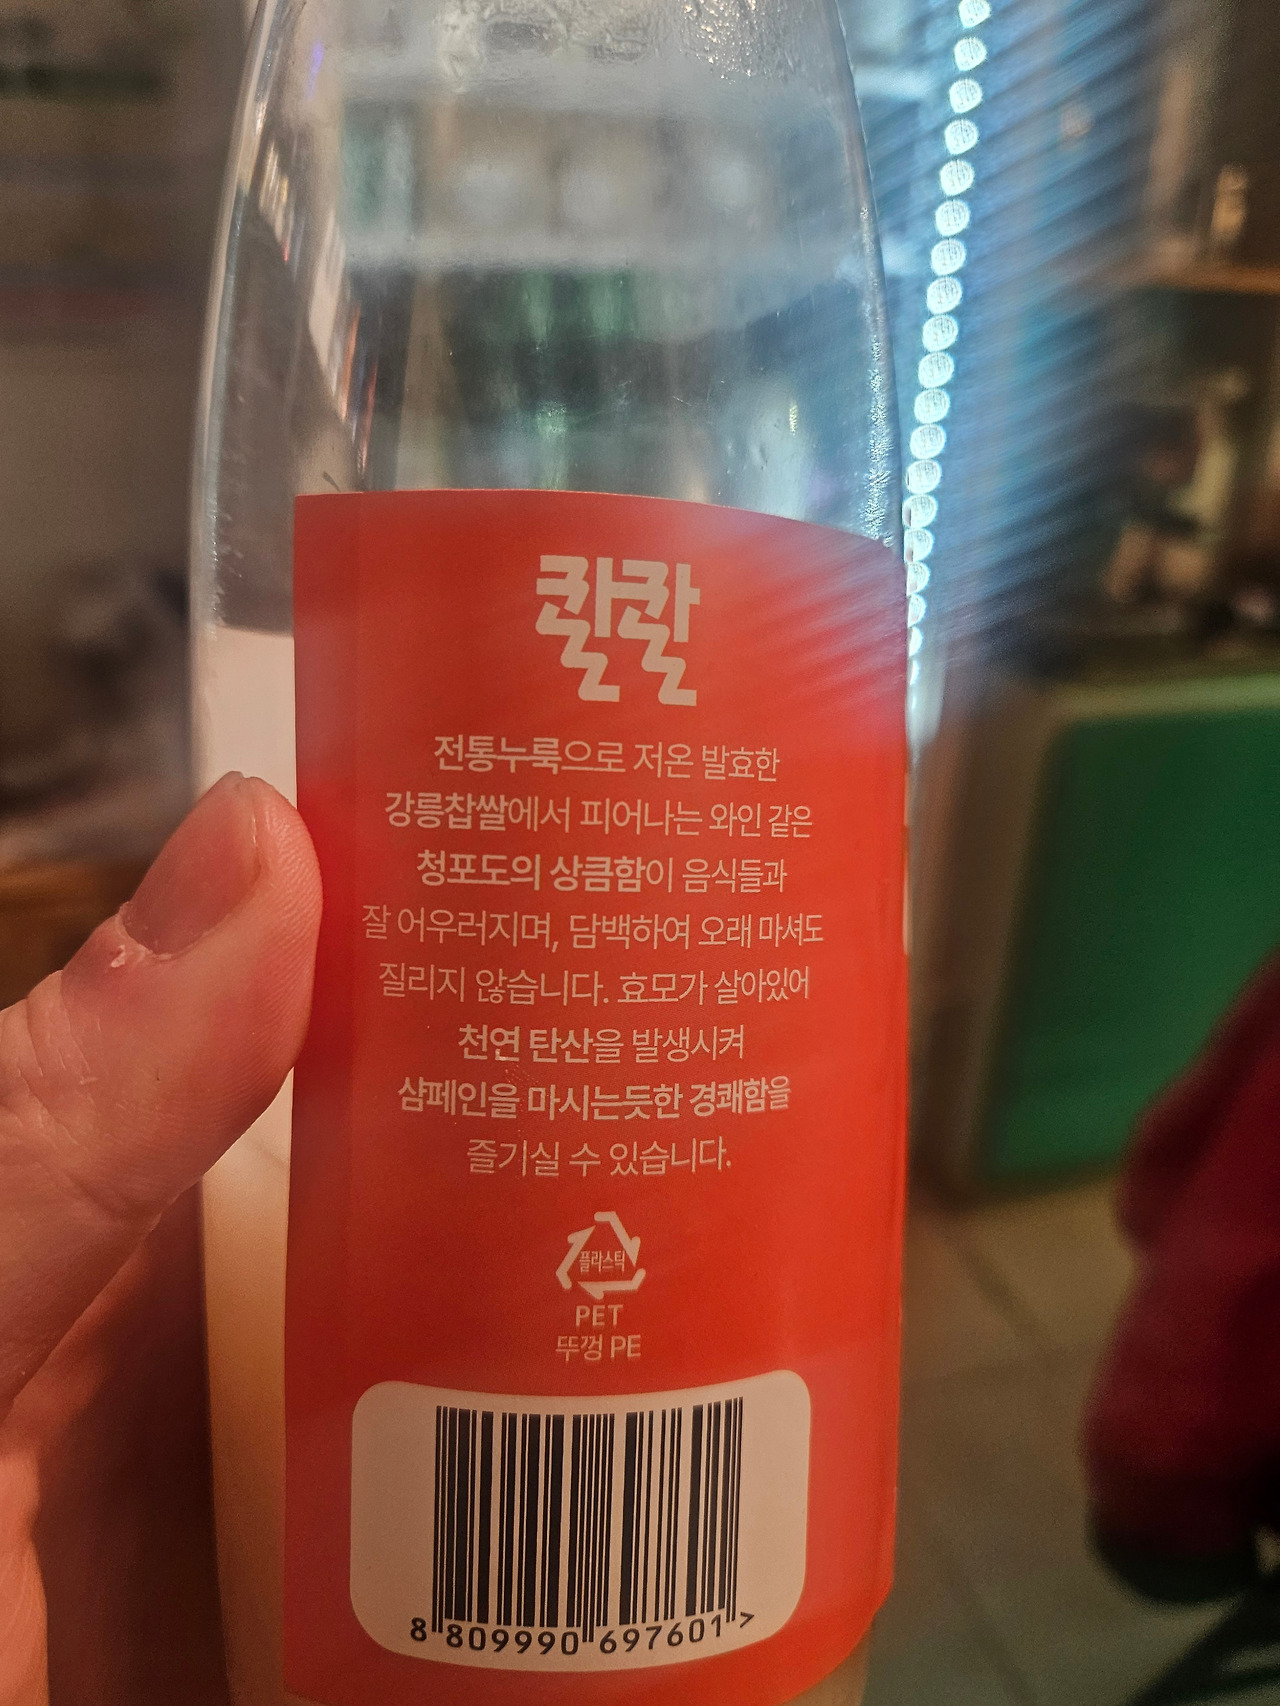 칼칼
전통누룩으로 저온 발효한
강릉찹쌀에서 피어나는 와인 같은
청포도의 상큼함이 음식들과
잘 어우러지며, 담백하여 오래 마셔도
질리지 않습니다. 효모가 살아있어
천연 탄산을 발생시켜
샴페인을 마시는듯한 경쾌함을
즐기실 수 있습니다.
플라스틱
PET
뚜껑 PE
8 809990 697601 >